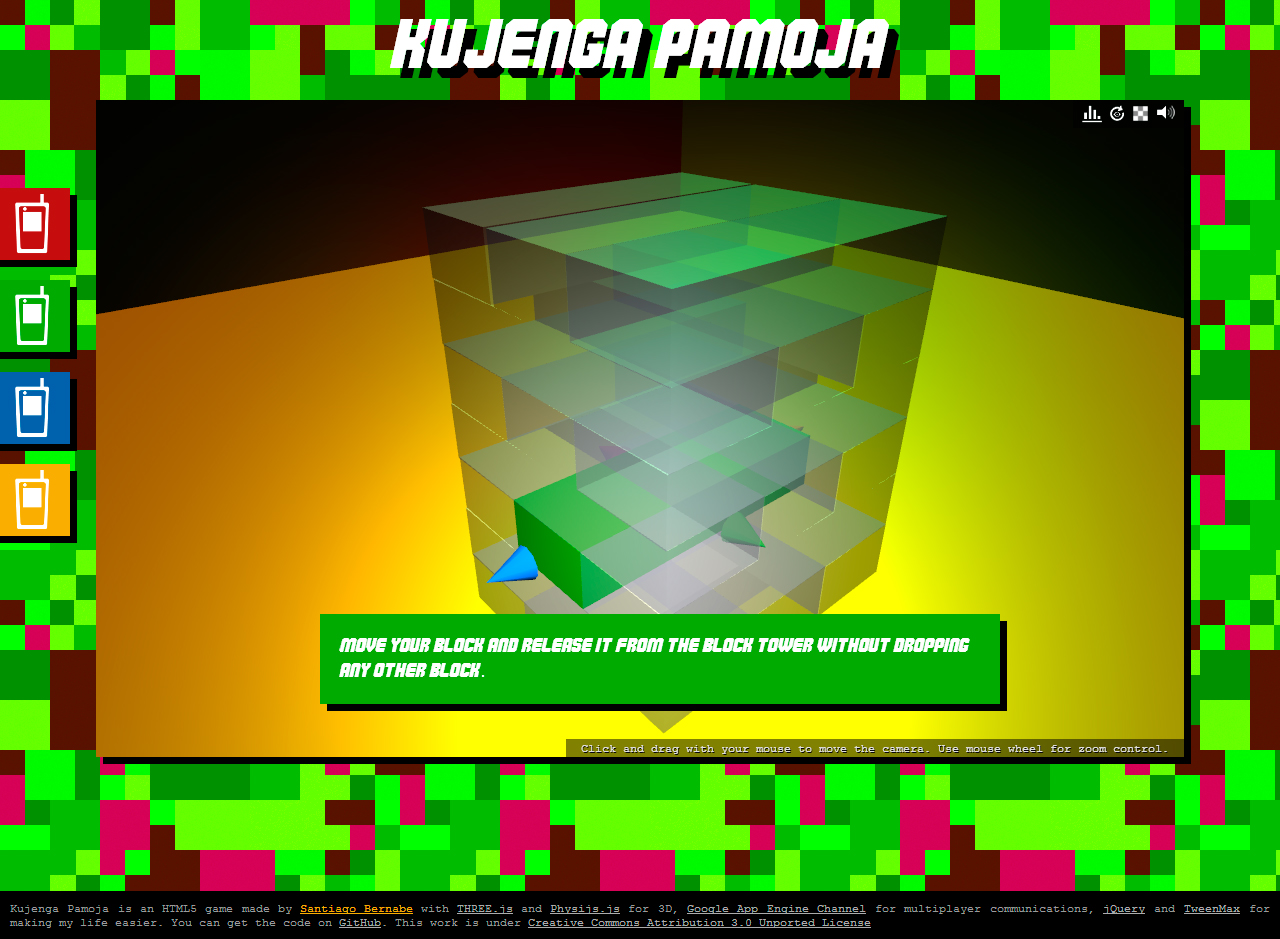 KUJENGA PAMOJA
MOVE YOUR BLOCK AND RELEASE IT FROM THE BLOCK TOWER WITHOUT DROPPING
ANY OTHER BLOCK.
Click and drag with your mouse to move the camera. Use mouse wheel for zoom control.
Kujenga Pamoja is an HTML5 game made by Santiago Bernabe with THREE.js and Physijs.js for 3D, Google App Engine Channel for multiplayer communications, jQuery and TweenMax for
making my life easier. You can get the code on GitHub. This work is under Creative Commons Attribution 3.0 Unported License